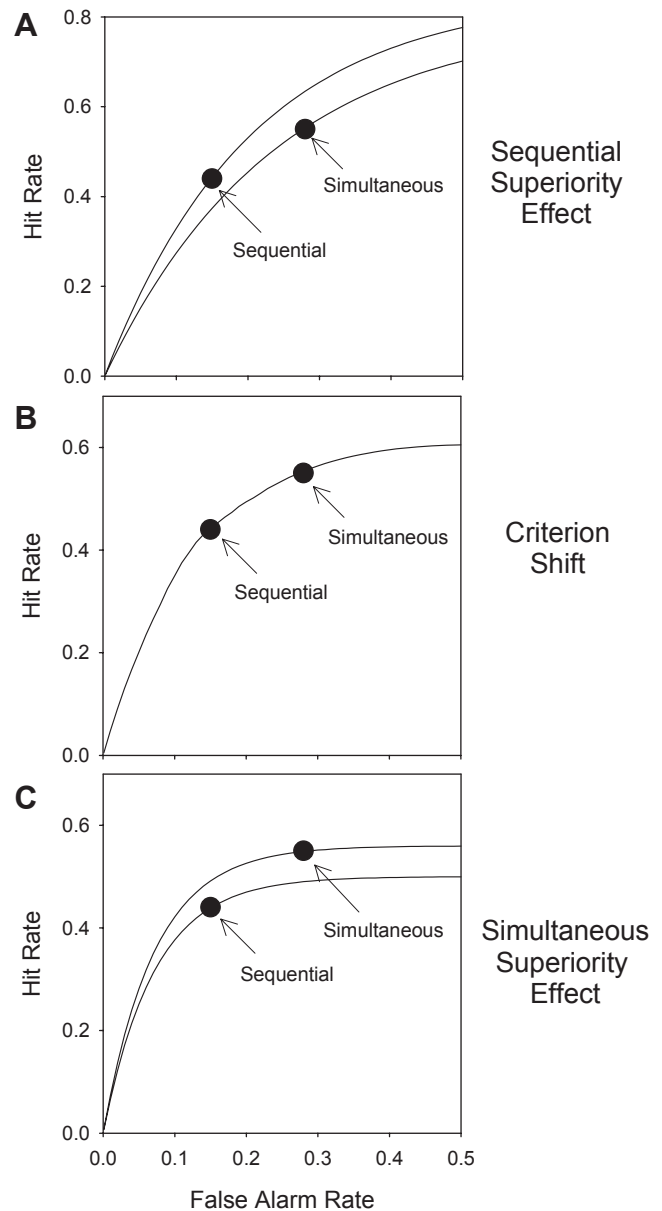 A
0.8
0.6
0.4
0.2
0.0
Hit Rate
Simultaneous
Sequential
Sequential
Superiority
Effect
B
0.6
0.4
0.2
0.0
Hit Rate
Simultaneous
Sequential
Criterion
Shift
C
0.6
0.4
0.2
0.0
Hit Rate
Simultaneous
Sequential
Simultaneous
Superiority
Effect
0.0 0.1 0.2 0.3 0.4 0.5
False Alarm Rate